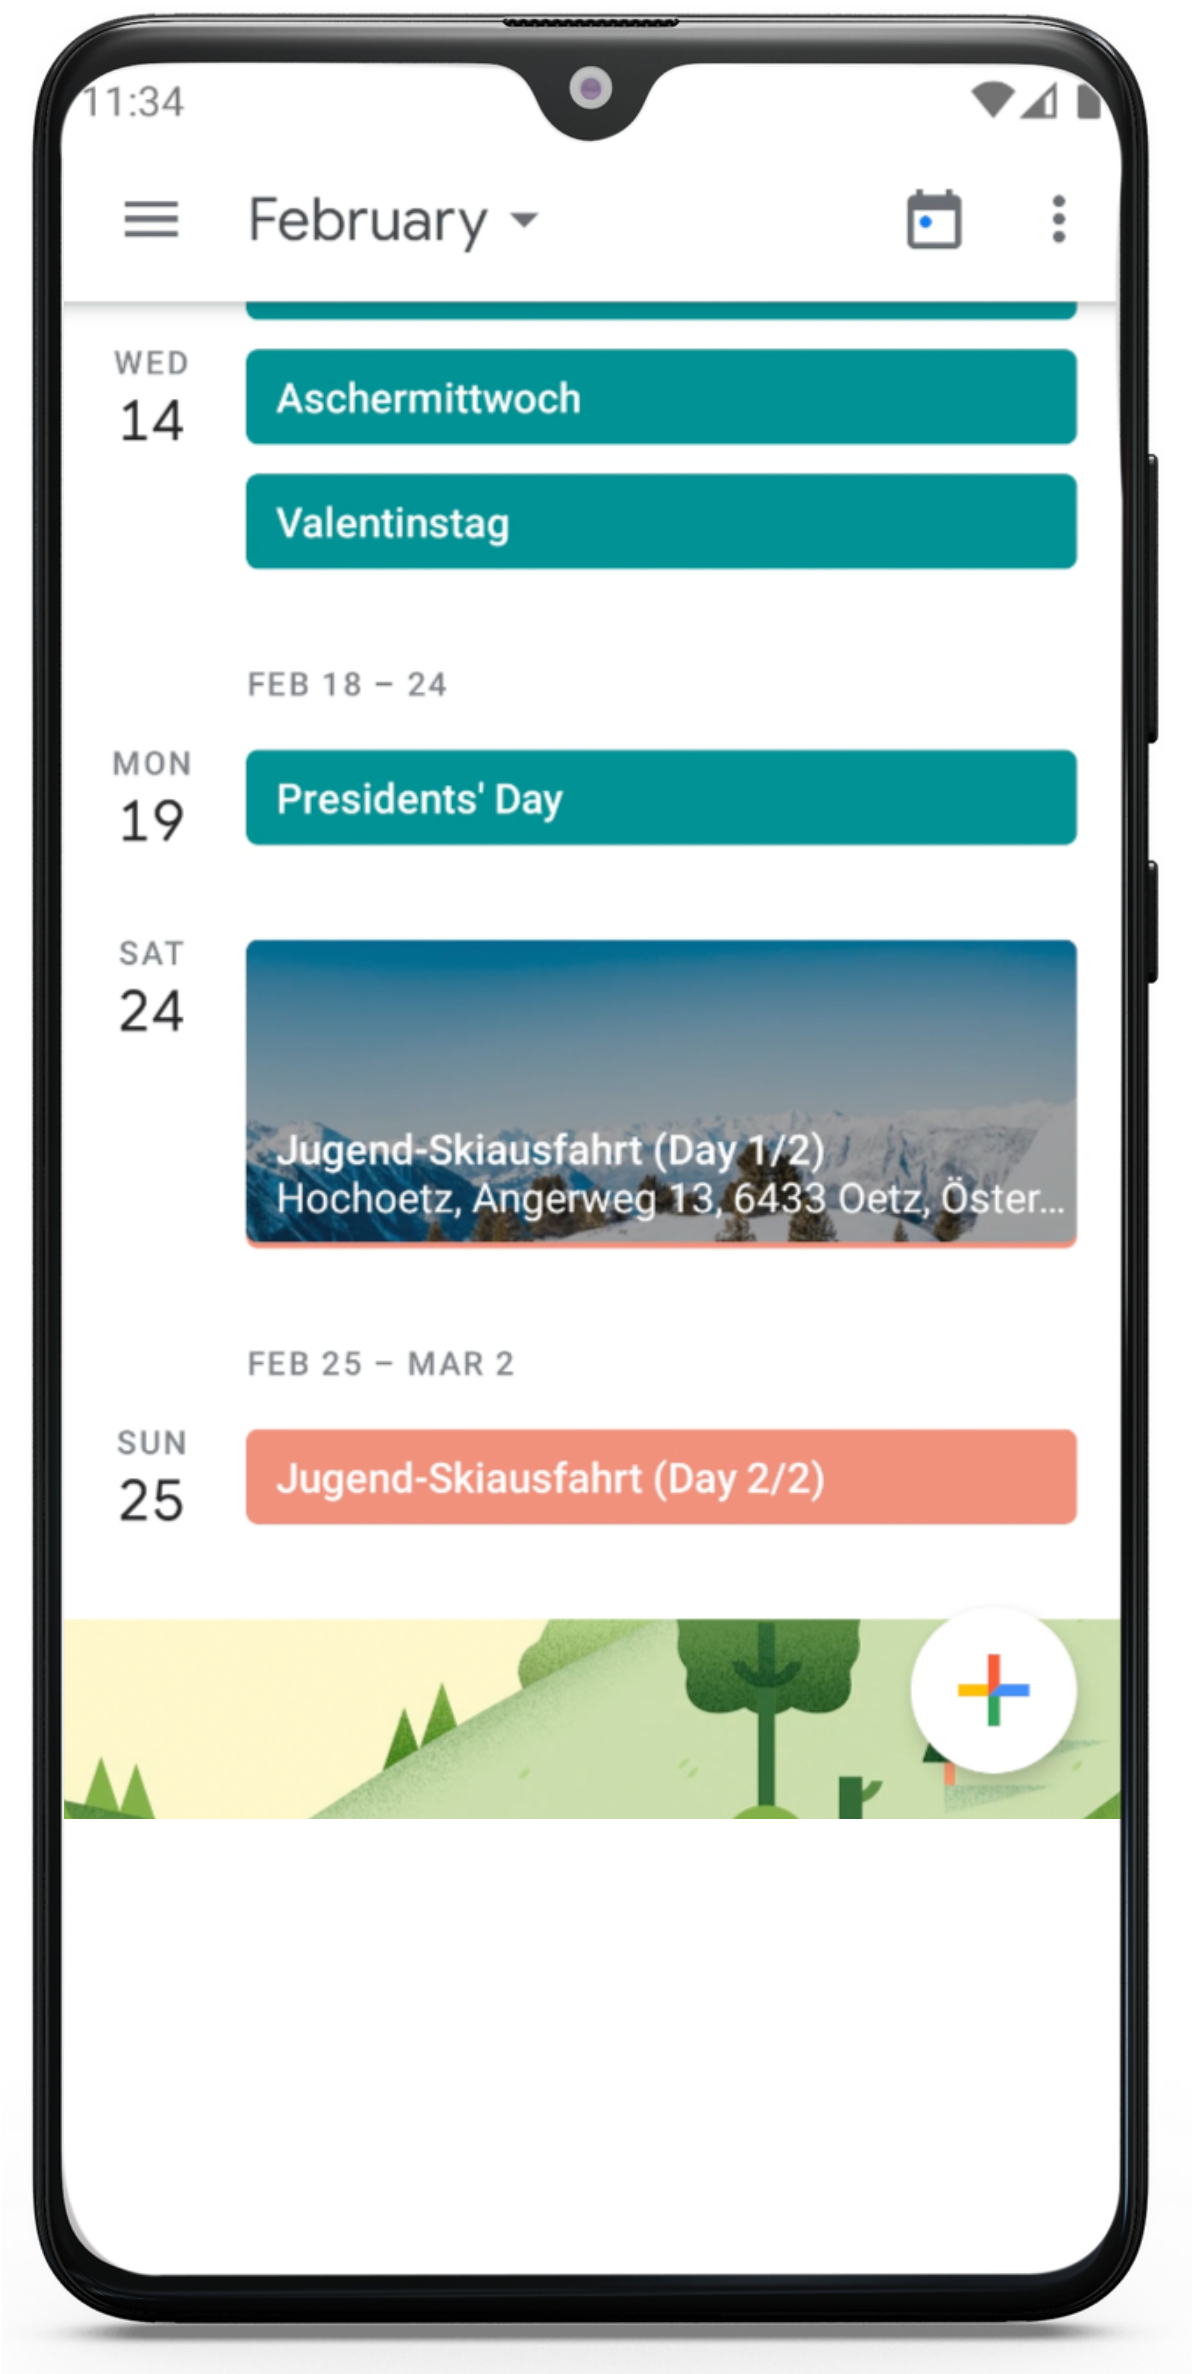 11:34
February
WED
14
Aschermittwoch
Valentinstag
FEB 18 – 24
MON
19
Presidents' Day
SAT
24
Jugend-Skiausfahrt (Day 1/2)
Hochoetz, Angerweg 13, 6433 Oetz, Öster...
FEB 25 – MAR 2
SUN
25
Jugend-Skiausfahrt (Day 2/2)